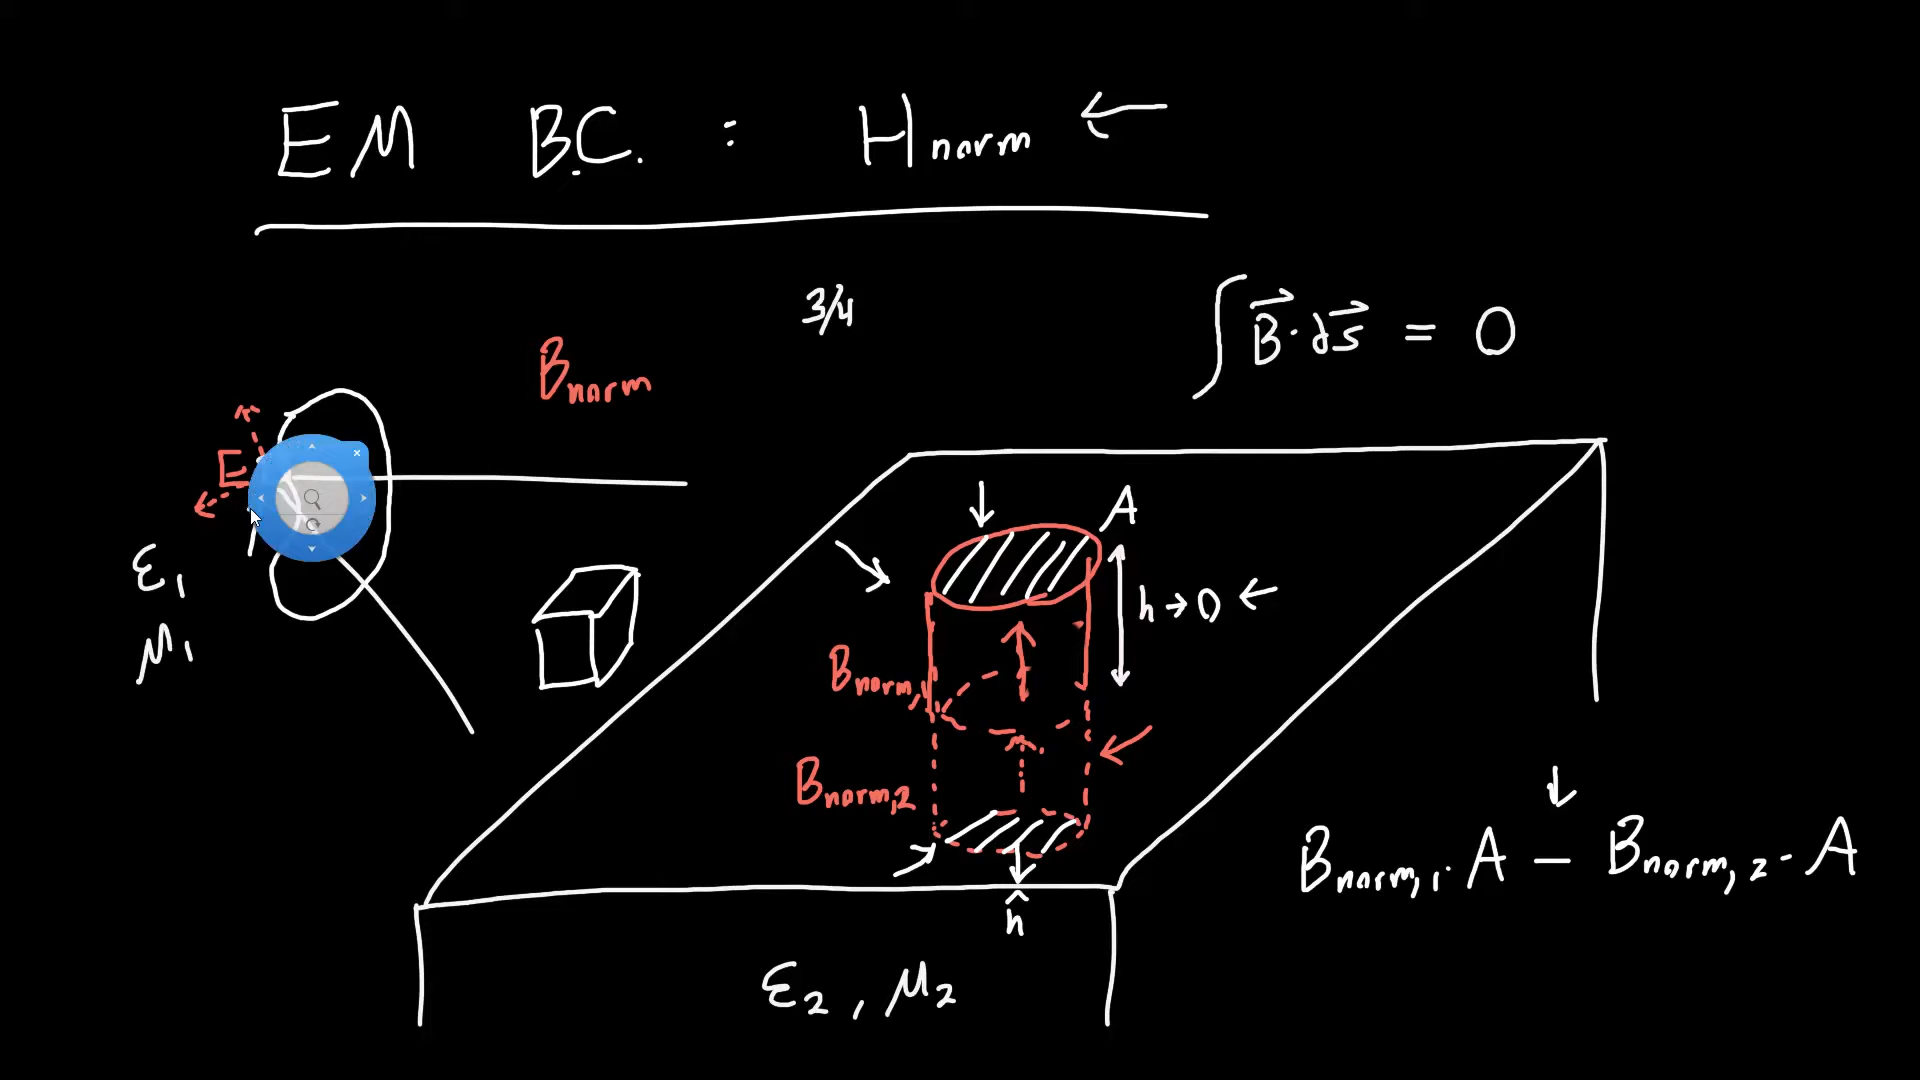 EM B.C. : Hnorm ←
3/4
∫B⃗·ds⃗ = 0
Bnorm
E
A
ε1
h→0 ←
μ1
Bnorm,1
Bnorm,2
Bnorm,1·A − Bnorm,2·A
n̂
ε2, μ2